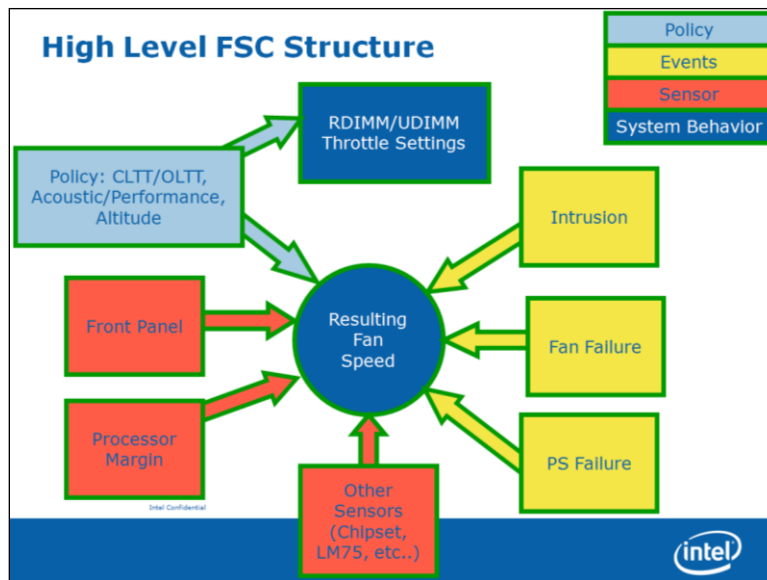 High Level FSC Structure
Policy
Events
Sensor
System Behavior
RDIMM/UDIMM
Throttle Settings
Policy: CLTT/OLTT,
Acoustic/Performance,
Altitude
Intrusion
Front Panel
Resulting
Fan
Speed
Fan Failure
Processor
Margin
PS Failure
Other
Sensors
(Chipset,
LM75, etc..)
Intel Confidential
intel